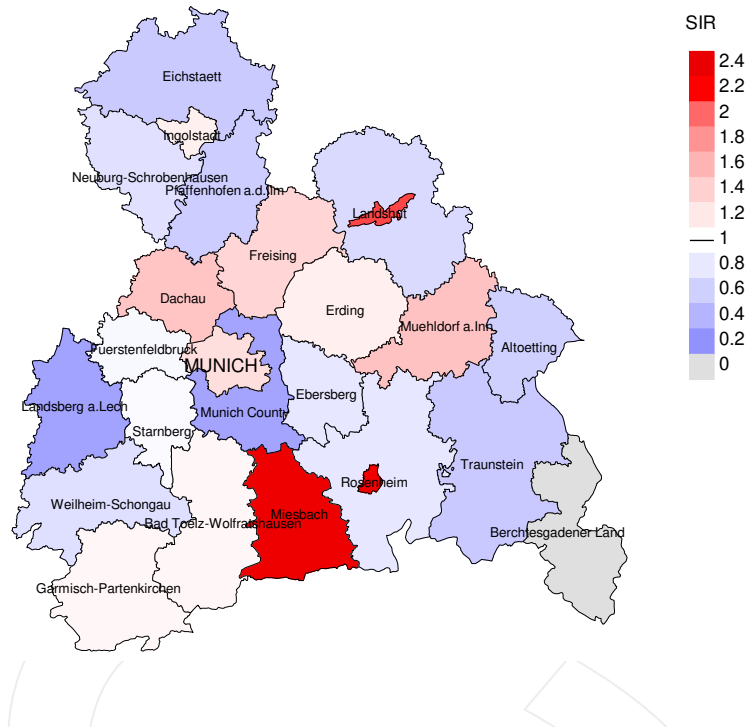 SIR
2.4
2.2
2
1.8
1.6
1.4
1.2
1
0.8
0.6
0.4
0.2
0
Eichstaett
Ingolstadt
Neuburg-Schrobenhausen
Pfaffenhofen a.d.Ilm
Landshut
Freising
Dachau
Erding
Muehldorf a.Inn
Altoetting
Fuerstenfeldbruck
MUNICH
Ebersberg
Landsberg a.Lech
Munich County
Starnberg
Traunstein
Rosenheim
Weilheim-Schongau
Miesbach
Bad Toelz-Wolfratshausen
Berchtesgadener Land
Garmisch-Partenkirchen